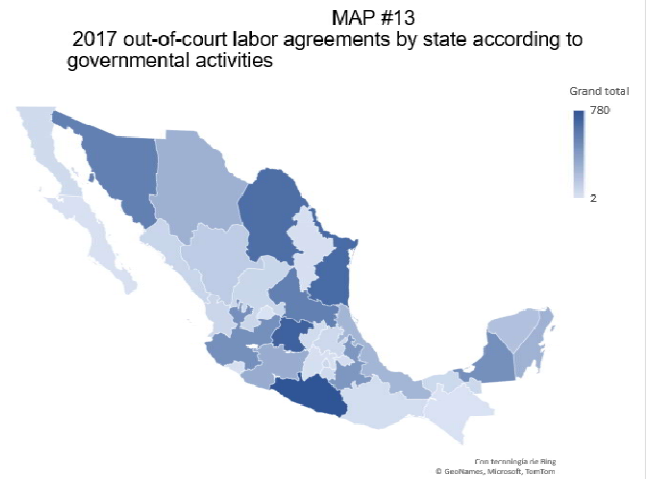 MAP #13
2017 out-of-court labor agreements by state according to
governmental activities
Grand total
780
2
Con tecnología de Bing
© GeoNames, Microsoft, TomTom